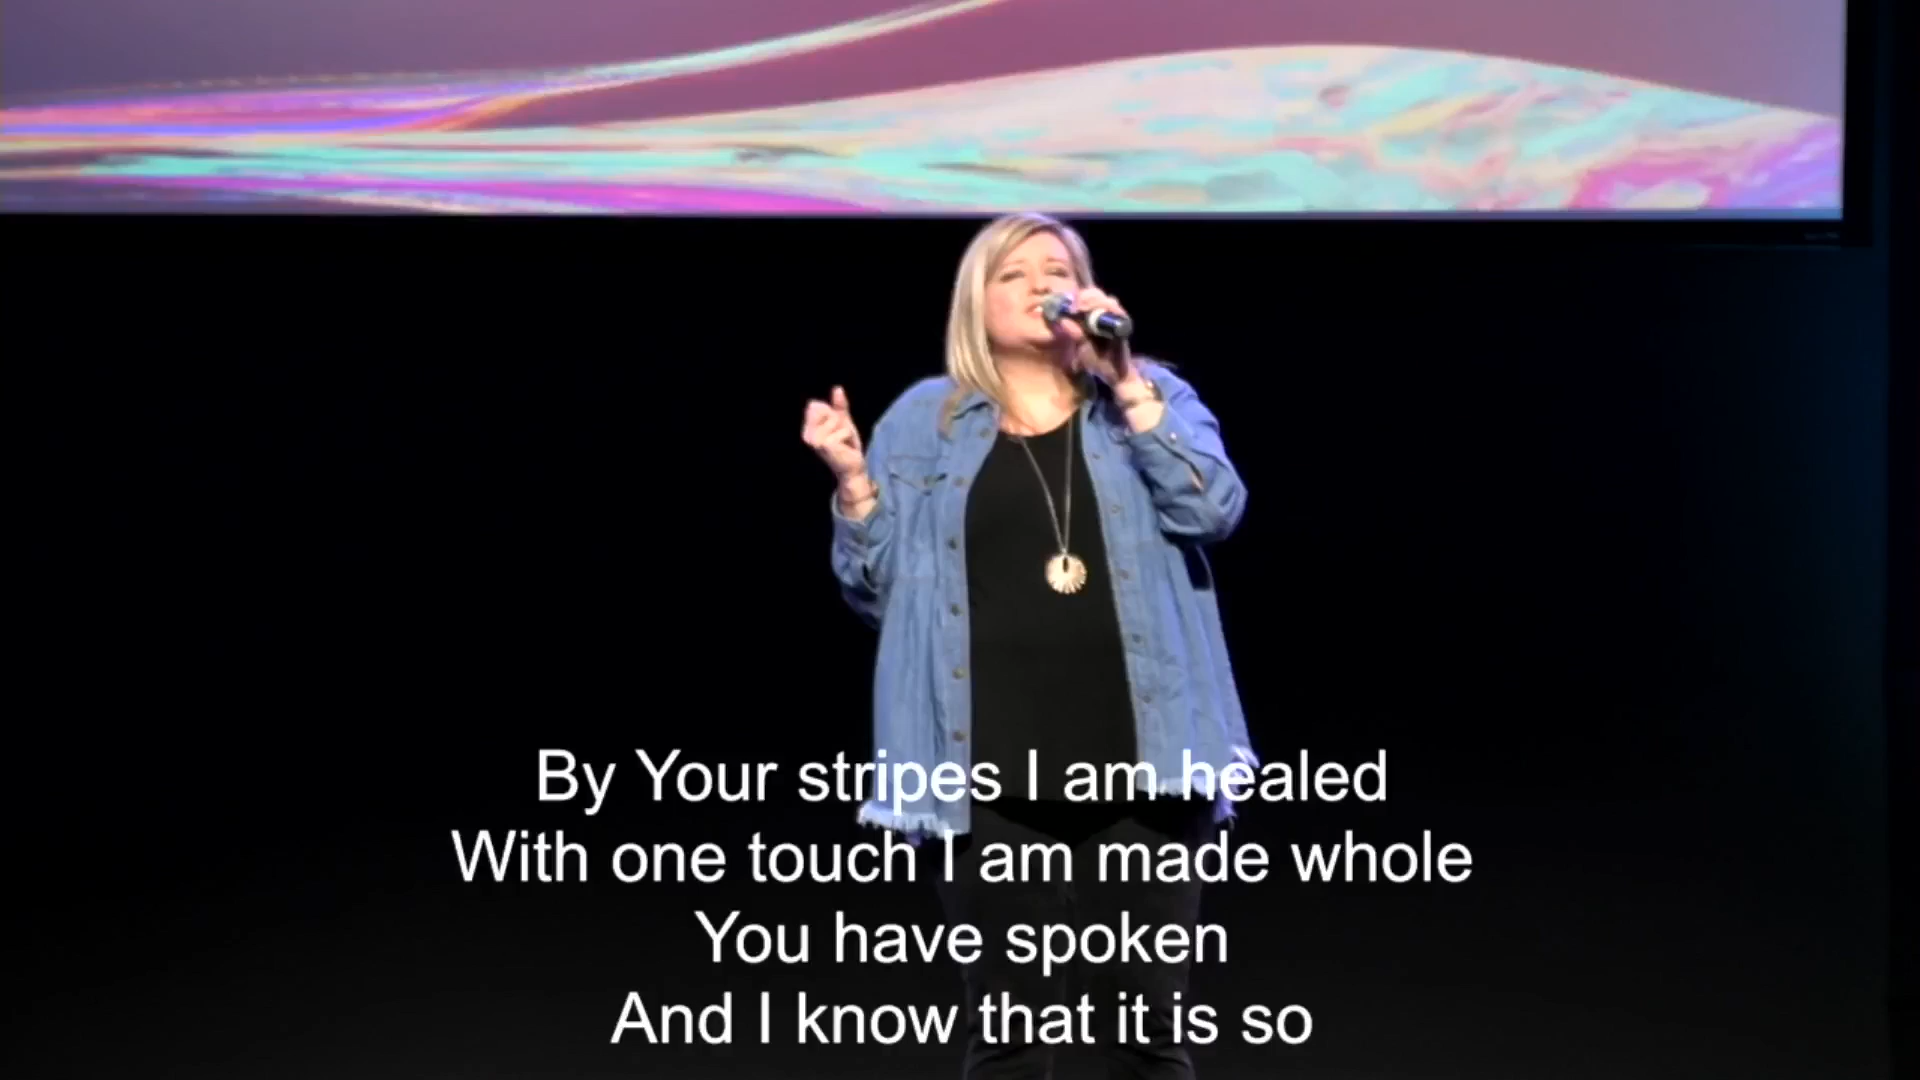 By Your stripes I am healed
With one touch I am made whole
You have spoken
And I know that it is so